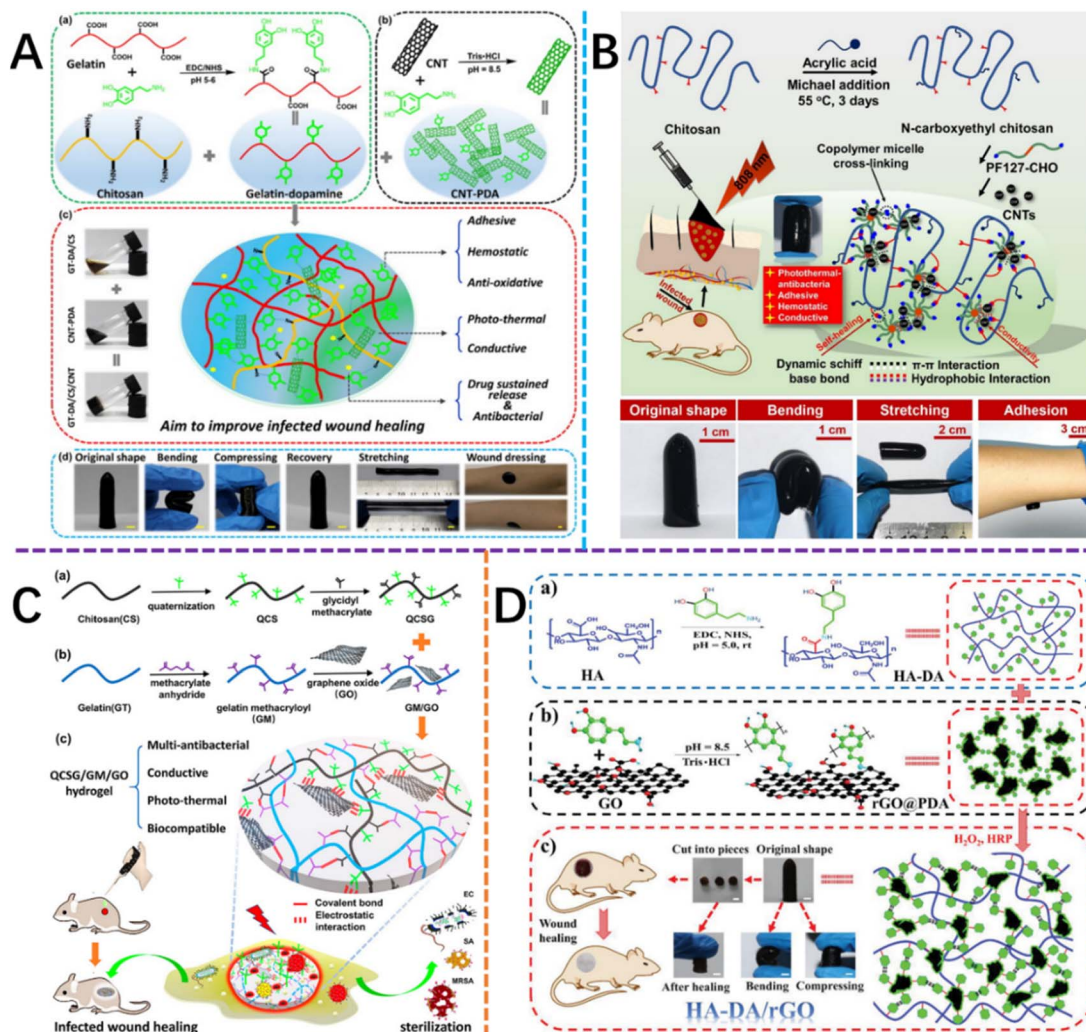 A
(a)
COOH COOH COOH
Gelatin
COOH COOH
+
EDC/NHS
pH 5-6
HO
HO
NH₂
COOH COOH
Chitosan
+
Gelatin-dopamine
+
(b)
CNT
+
Tris-HCl
pH = 8.5
CNT-PDA
(c)
GT-DA/CS
+
CNT-PDA
GT-DA/CS/CNT
Adhesive
Hemostatic
Anti-oxidative
Photo-thermal
Conductive
Drug sustained
release
&
Antibacterial
Aim to improve infected wound healing
(d)
Original shape Bending Compressing Recovery Stretching Wound dressing
B
Chitosan
Acrylic acid
Michael addition
55 °C, 3 days
N-carboxyethyl chitosan
Copolymer micelle
cross-linking
PF127-CHO
CNTs
808 nm
Photothermal-
antibacteria
Adhesive
Hemostatic
Conductive
Infected
wound
Self-healing
Conductivity
Dynamic schiff
base bond
π-π Interaction
Hydrophobic Interaction
Original shape Bending Stretching Adhesion
1 cm 1 cm 2 cm 3 cm
C
(a)
Chitosan(CS)
quaternization
QCS
glycidyl
methacrylate
QCSG
+
(b)
Gelatin(GT)
methacrylate
anhydride
gelatin methacryloyl
(GM)
graphene oxide
(GO)
GM/GO
(c)
QCSG/GM/GO
hydrogel
Multi-antibacterial
Conductive
Photo-thermal
Biocompatible
Covalent bond
Electrostatic
interaction
EC
SA
MRSA
Infected wound healing
sterilization
D
a)
HA
EDC, NHS,
pH = 5.0, rt
HA-DA
+
b)
+
GO
pH = 8.5
Tris·HCl
rGO@PDA
H₂O₂, HRP
c)
Cut into pieces Original shape
Wound
healing
After healing Bending Compressing
HA-DA/rGO